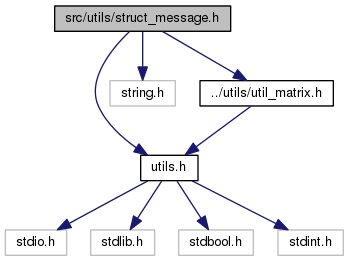 src/utils/struct_message.h
string.h
../utils/util_matrix.h
utils.h
stdio.h
stdlib.h
stdbool.h
stdint.h